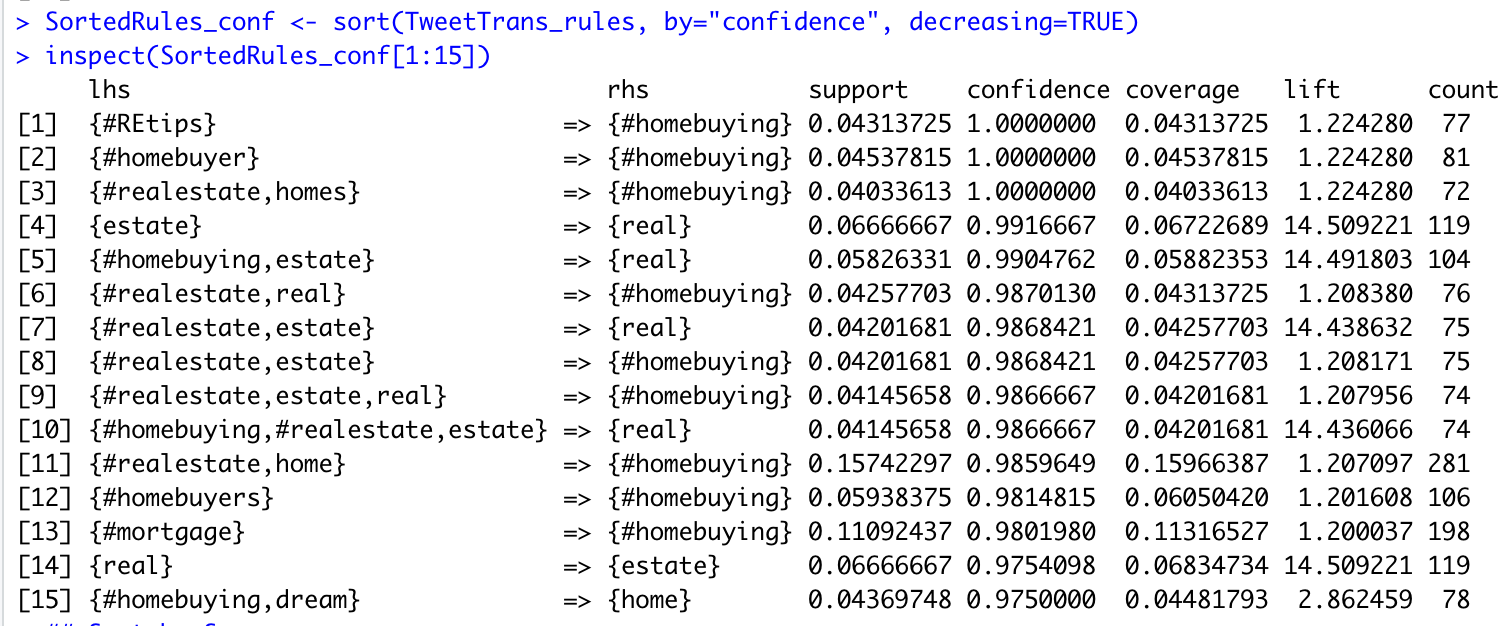 > SortedRules_conf <- sort(TweetTrans_rules, by="confidence", decreasing=TRUE)
> inspect(SortedRules_conf[1:15])
lhs rhs support confidence coverage lift count
[1] {#REtips} => {#homebuying} 0.04313725 1.0000000 0.04313725 1.224280 77
[2] {#homebuyer} => {#homebuying} 0.04537815 1.0000000 0.04537815 1.224280 81
[3] {#realestate,homes} => {#homebuying} 0.04033613 1.0000000 0.04033613 1.224280 72
[4] {estate} => {real} 0.06666667 0.9916667 0.06722689 14.509221 119
[5] {#homebuying,estate} => {real} 0.05826331 0.9904762 0.05882353 14.491803 104
[6] {#realestate,real} => {#homebuying} 0.04257703 0.9870130 0.04313725 1.208380 76
[7] {#realestate,estate} => {real} 0.04201681 0.9868421 0.04257703 14.438632 75
[8] {#realestate,estate} => {#homebuying} 0.04201681 0.9868421 0.04257703 1.208171 75
[9] {#realestate,estate,real} => {#homebuying} 0.04145658 0.9866667 0.04201681 1.207956 74
[10] {#homebuying,#realestate,estate} => {real} 0.04145658 0.9866667 0.04201681 14.436066 74
[11] {#realestate,home} => {#homebuying} 0.15742297 0.9859649 0.15966387 1.207097 281
[12] {#homebuyers} => {#homebuying} 0.05938375 0.9814815 0.06050420 1.201608 106
[13] {#mortgage} => {#homebuying} 0.11092437 0.9801980 0.11316527 1.200037 198
[14] {real} => {estate} 0.06666667 0.9754098 0.06834734 14.509221 119
[15] {#homebuying,dream} => {home} 0.04369748 0.9750000 0.04481793 2.862459 78